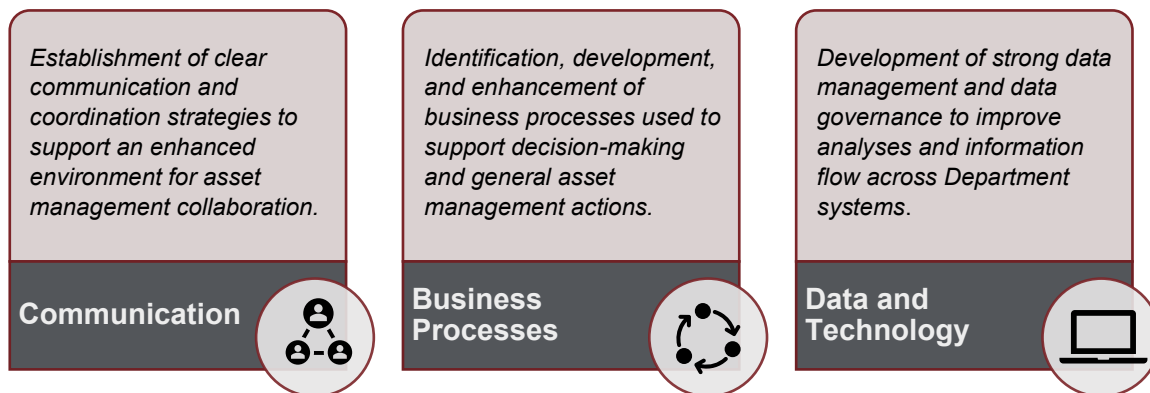 Establishment of clear
communication and
coordination strategies to
support an enhanced
environment for asset
management collaboration.
Communication
Identification, development,
and enhancement of
business processes used to
support decision-making
and general asset
management actions.
Business
Processes
Development of strong data
management and data
governance to improve
analyses and information
flow across Department
systems.
Data and
Technology